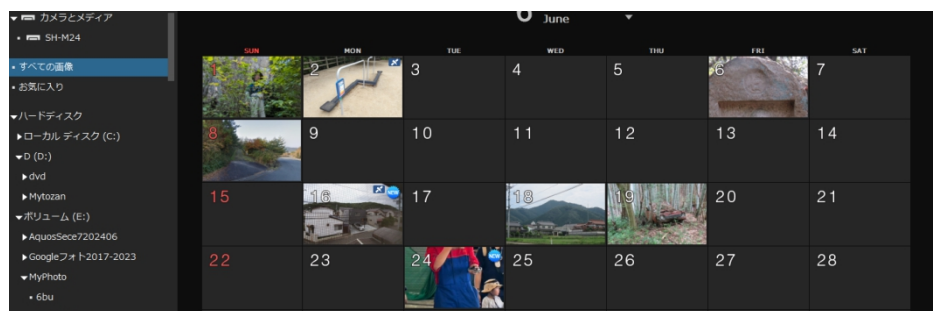 カメラとメディア
SH-M24
すべての画像
お気に入り
ハードディスク
ローカル ディスク (C:)
D (D:)
dvd
Mytozan
ボリューム (E:)
AquosSece7202406
Googleフォト2017-2023
MyPhoto
6bu
6 June
SUN MON TUE WED THU FRI SAT
1 2 3 4 5 6 7
8 9 10 11 12 13 14
15 16 NEW 17 18 19 20 21
22 23 24 NEW 25 26 27 28